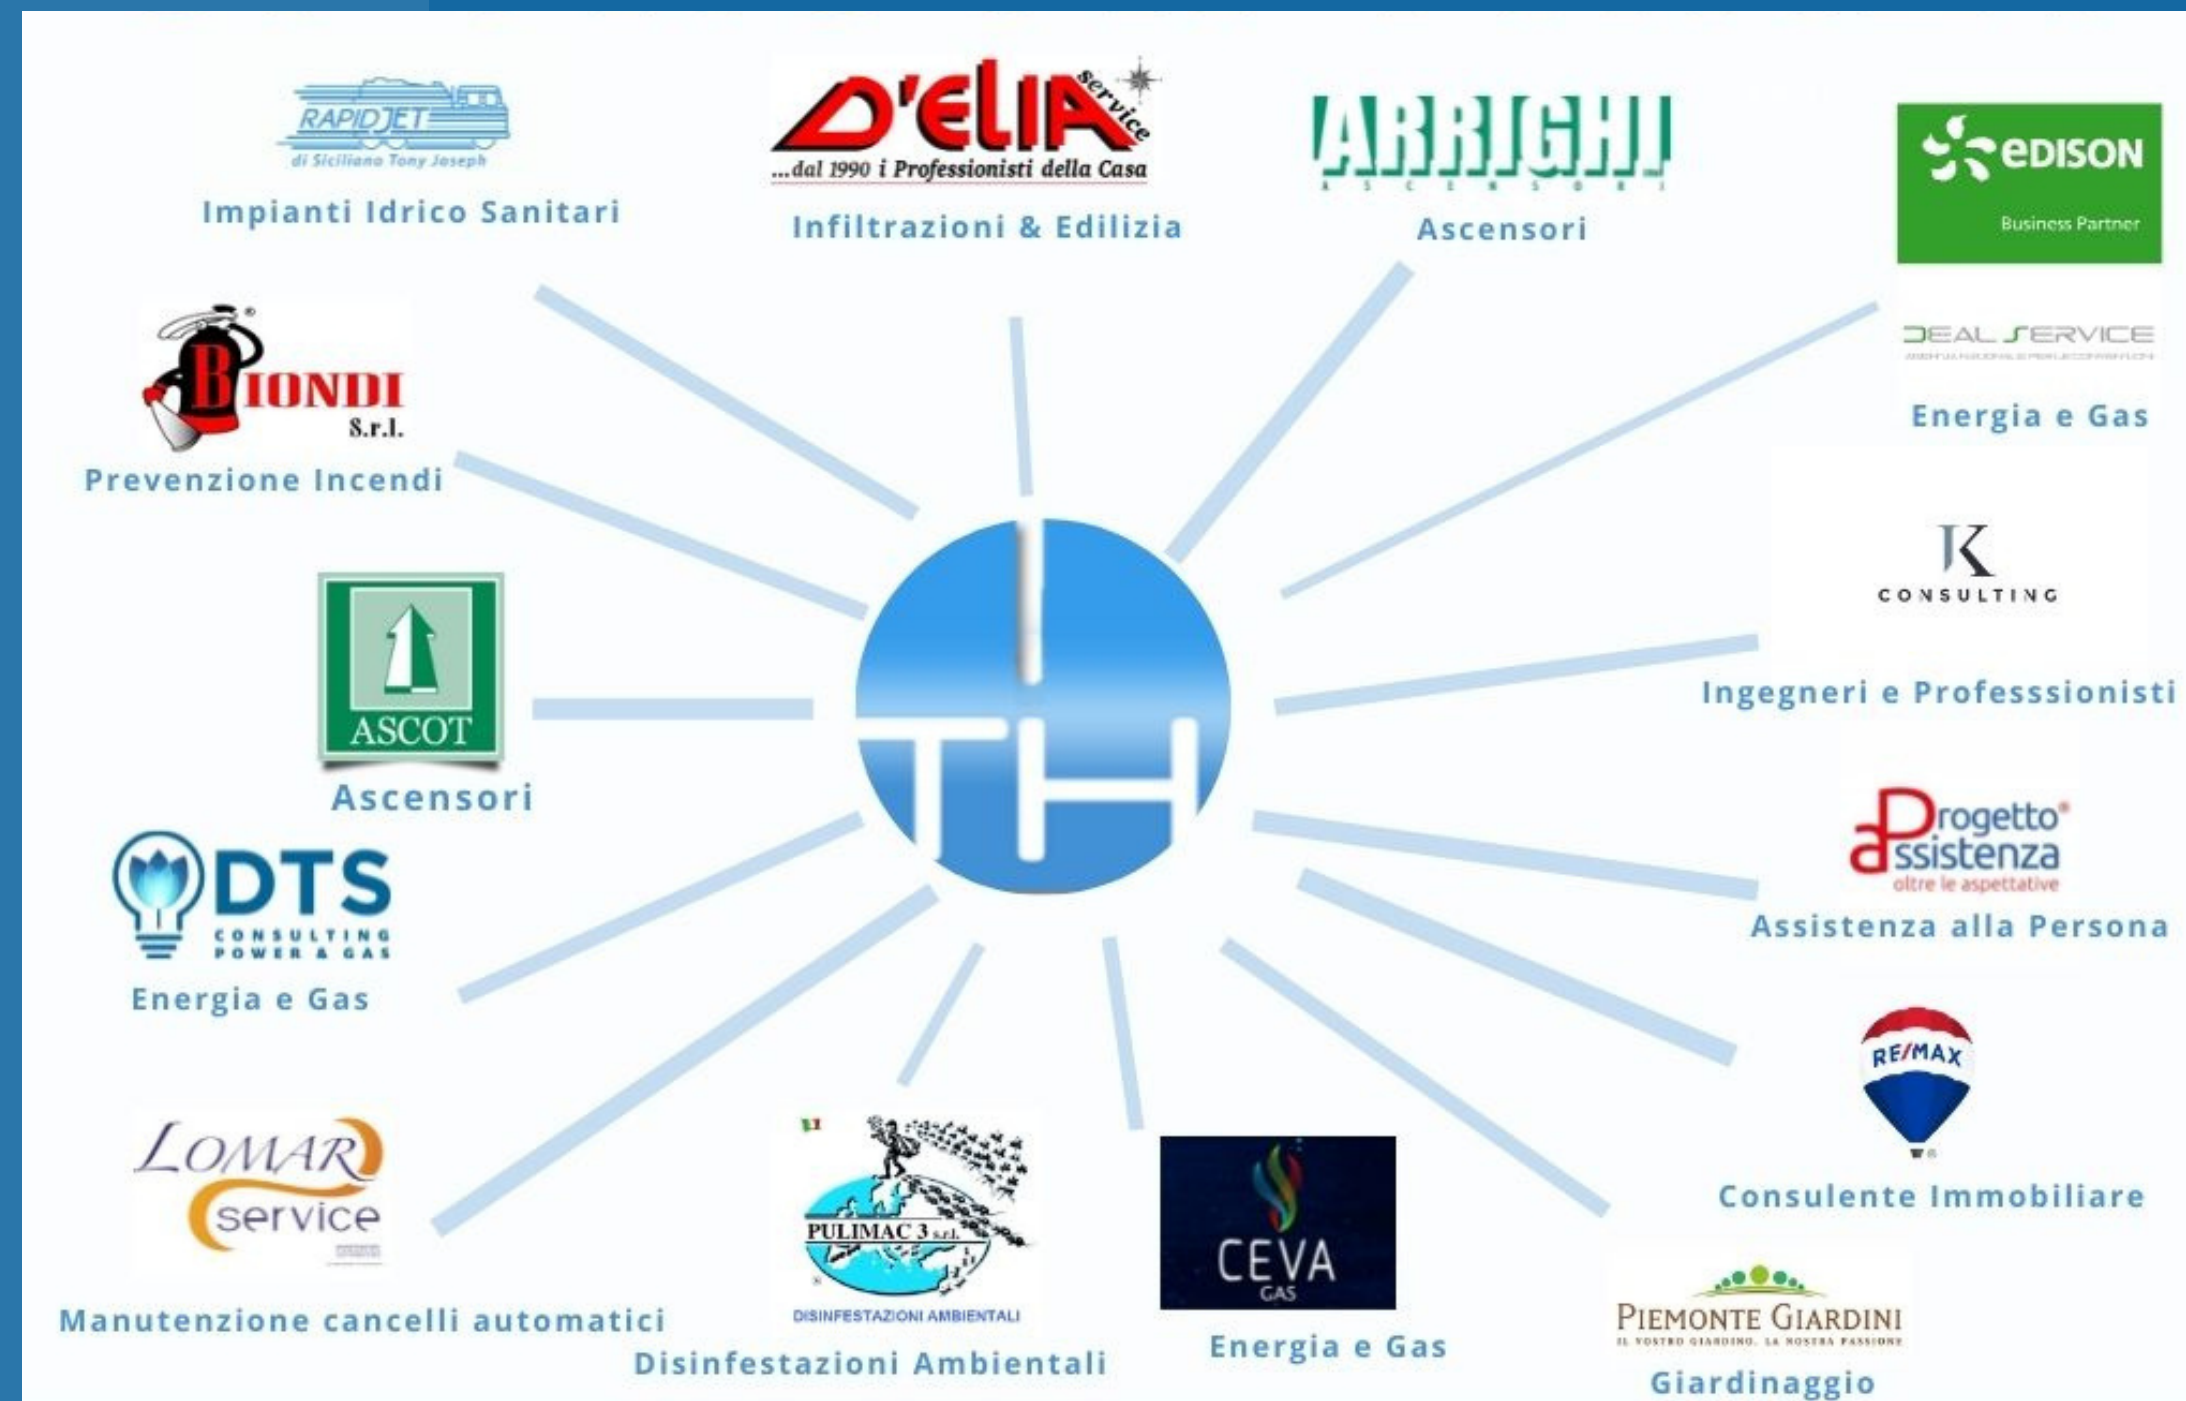 RAPIDJET
di Siciliano Tony Joseph
Impianti Idrico Sanitari
D'ELIA service
...dal 1990 i Professionisti della Casa
Infiltrazioni & Edilizia
ARRIGHI
ASCENSORI
Ascensori
eDISON
Business Partner
DEAL SERVICE
Energia e Gas
BIONDI
S.r.l.
Prevenzione Incendi
JK
CONSULTING
Ingegneri e Professsionisti
ASCOT
Ascensori
TH
Progetto
assistenza
oltre le aspettative
Assistenza alla Persona
DTS
CONSULTING
POWER & GAS
Energia e Gas
RE/MAX
Consulente Immobiliare
LOMAR
service
Manutenzione cancelli automatici
PULIMAC 3 s.r.l.
DISINFESTAZIONI AMBIENTALI
Disinfestazioni Ambientali
CEVA
GAS
Energia e Gas
PIEMONTE GIARDINI
IL VOSTRO GIARDINO. LA NOSTRA PASSIONE
Giardinaggio